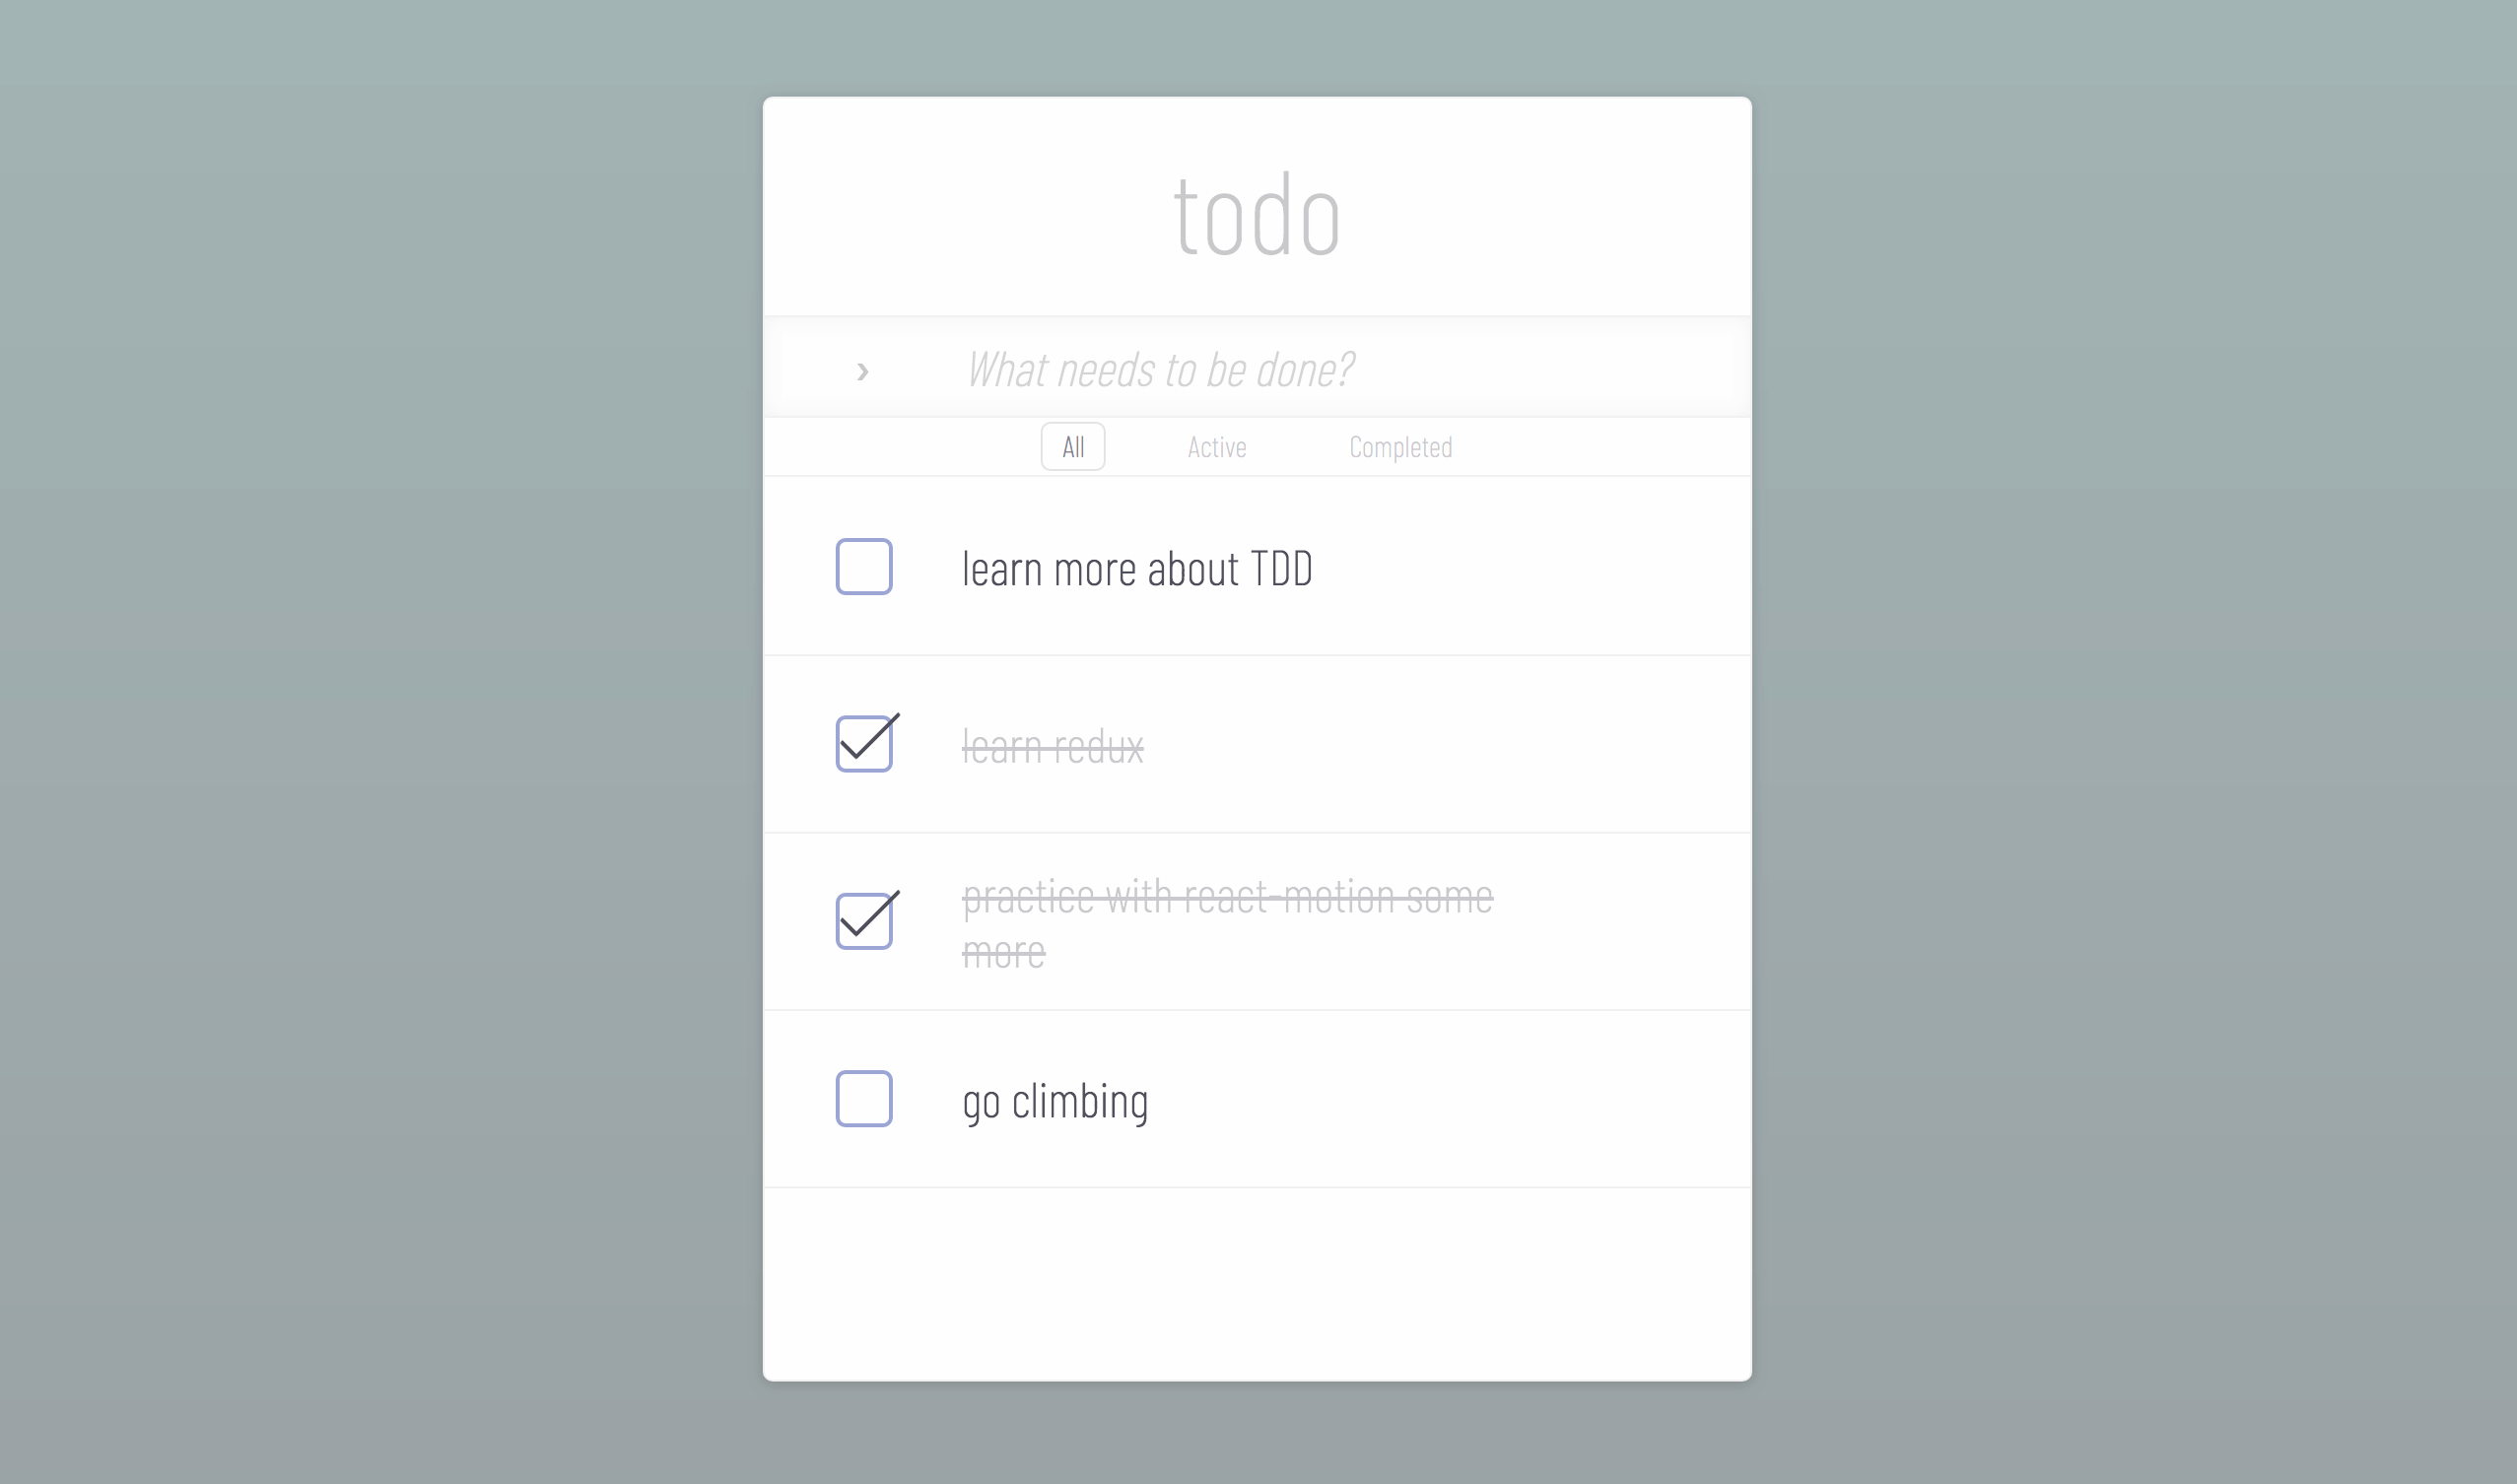 todo
› What needs to be done?
All Active Completed
learn more about TDD
learn redux
practice with react-motion some
more
go climbing